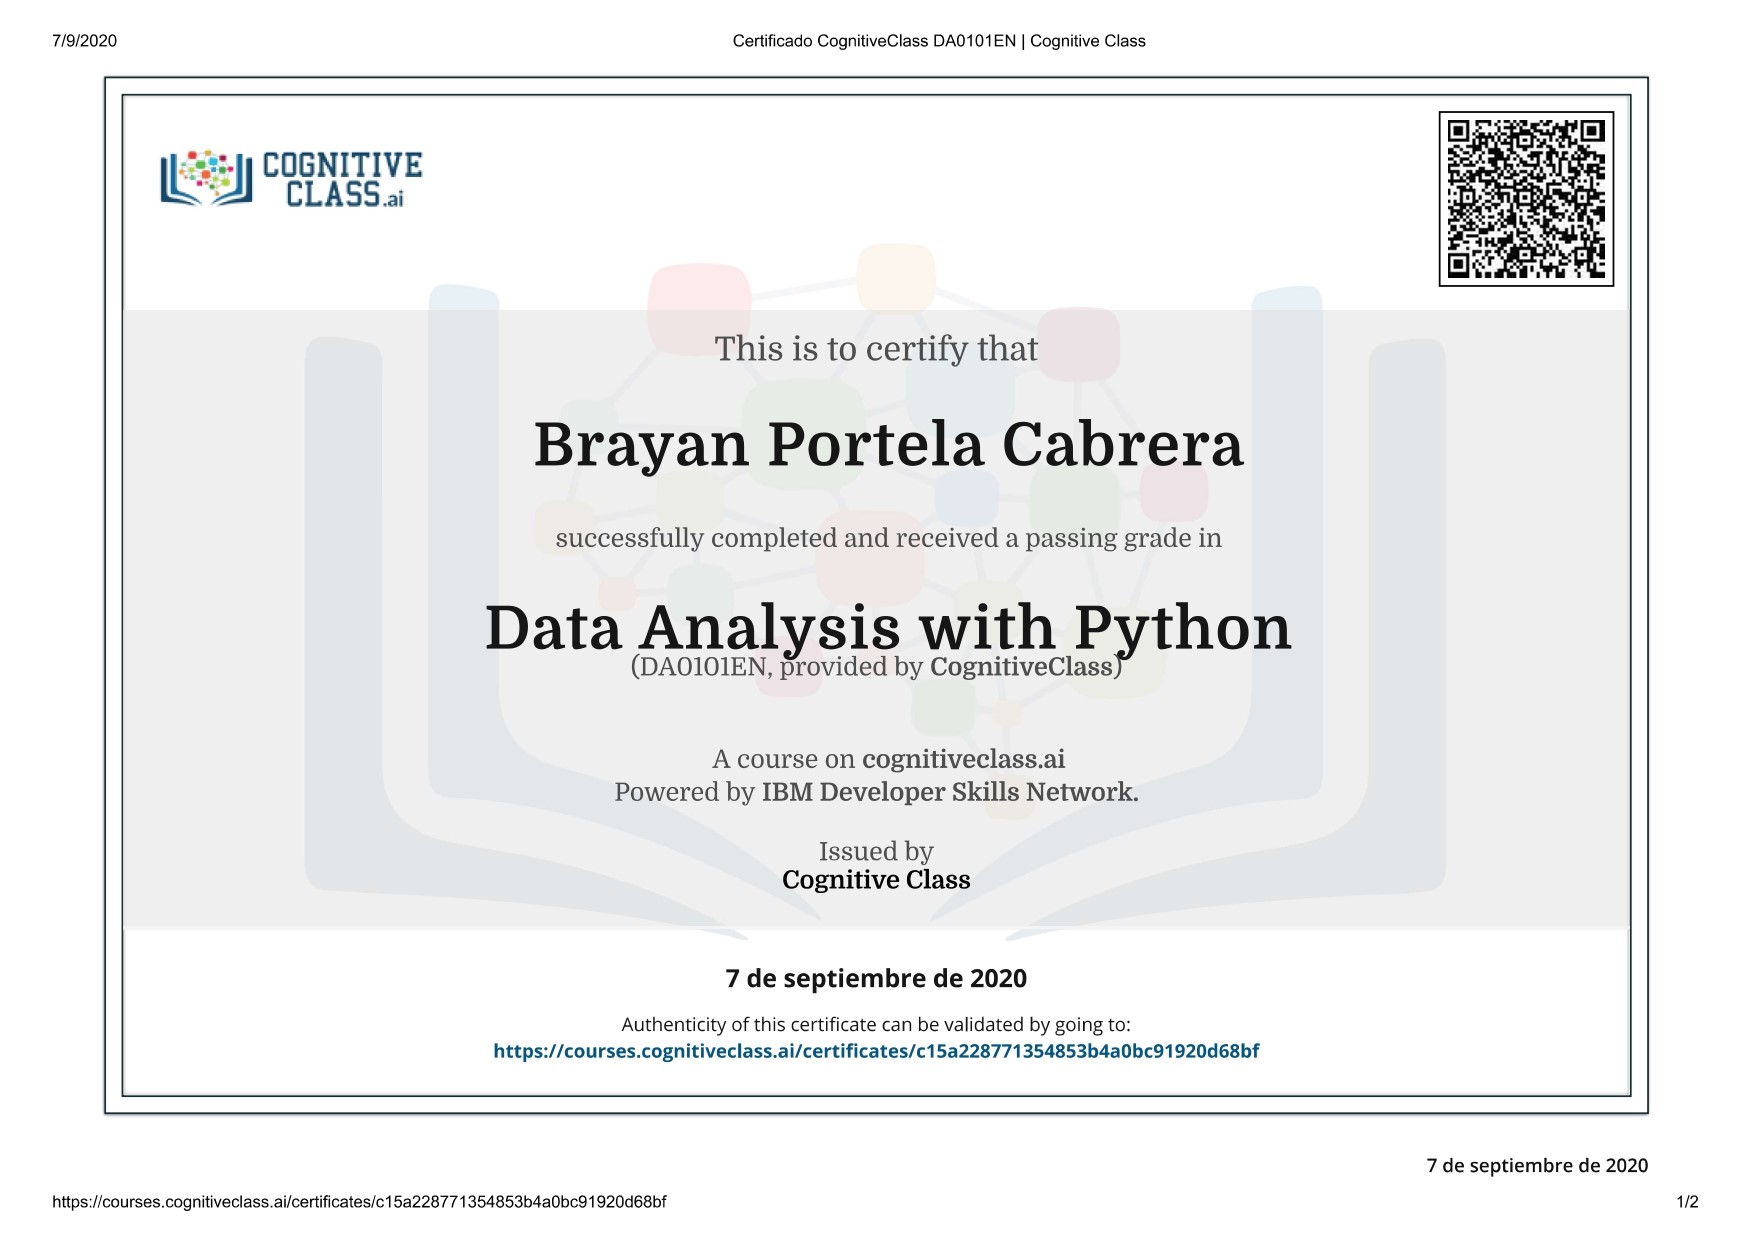 7/9/2020
Certificado CognitiveClass DA0101EN | Cognitive Class
COGNITIVE
CLASS.ai
This is to certify that
Brayan Portela Cabrera
successfully completed and received a passing grade in
Data Analysis with Python
(DA0101EN, provided by CognitiveClass)
A course on cognitiveclass.ai
Powered by IBM Developer Skills Network.
Issued by
Cognitive Class
7 de septiembre de 2020
Authenticity of this certificate can be validated by going to:
https://courses.cognitiveclass.ai/certificates/c15a228771354853b4a0bc91920d68bf
7 de septiembre de 2020
https://courses.cognitiveclass.ai/certificates/c15a228771354853b4a0bc91920d68bf
1/2